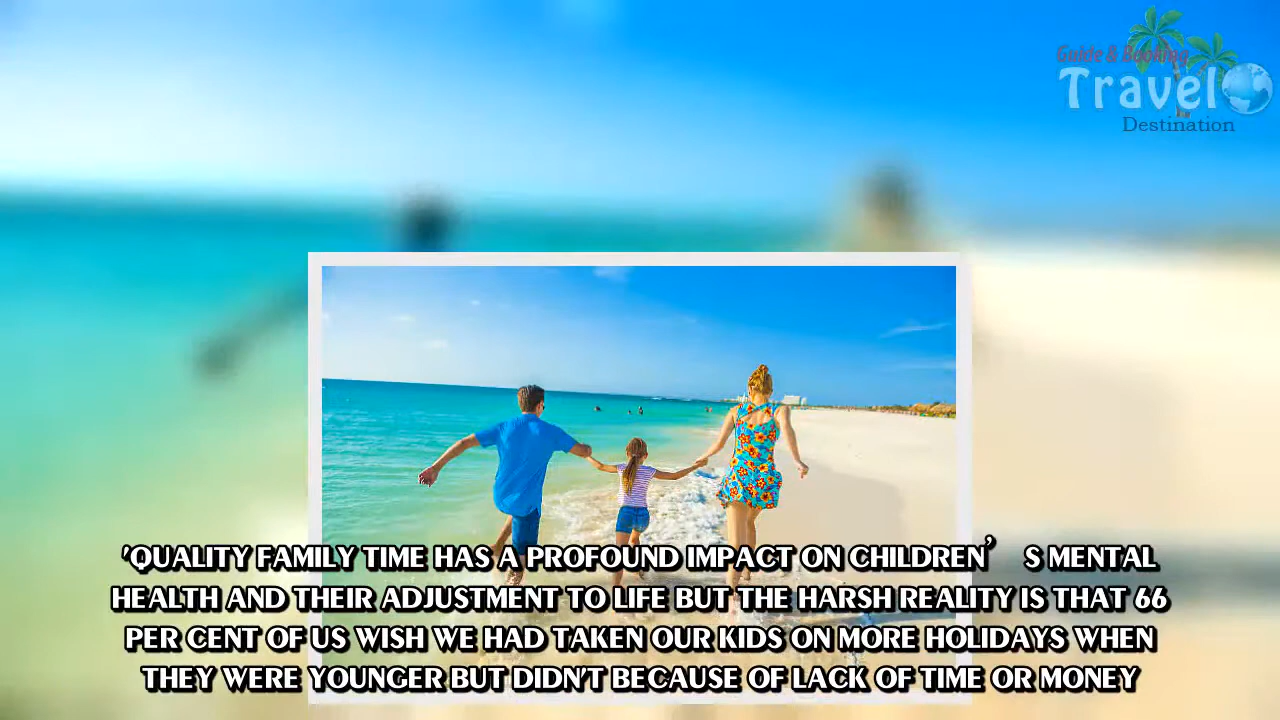 Guide & Booking
Travel
Destination
'QUALITY FAMILY TIME HAS A PROFOUND IMPACT ON CHILDREN’ S MENTAL
HEALTH AND THEIR ADJUSTMENT TO LIFE BUT THE HARSH REALITY IS THAT 66
PER CENT OF US WISH WE HAD TAKEN OUR KIDS ON MORE HOLIDAYS WHEN
THEY WERE YOUNGER BUT DIDN'T BECAUSE OF LACK OF TIME OR MONEY